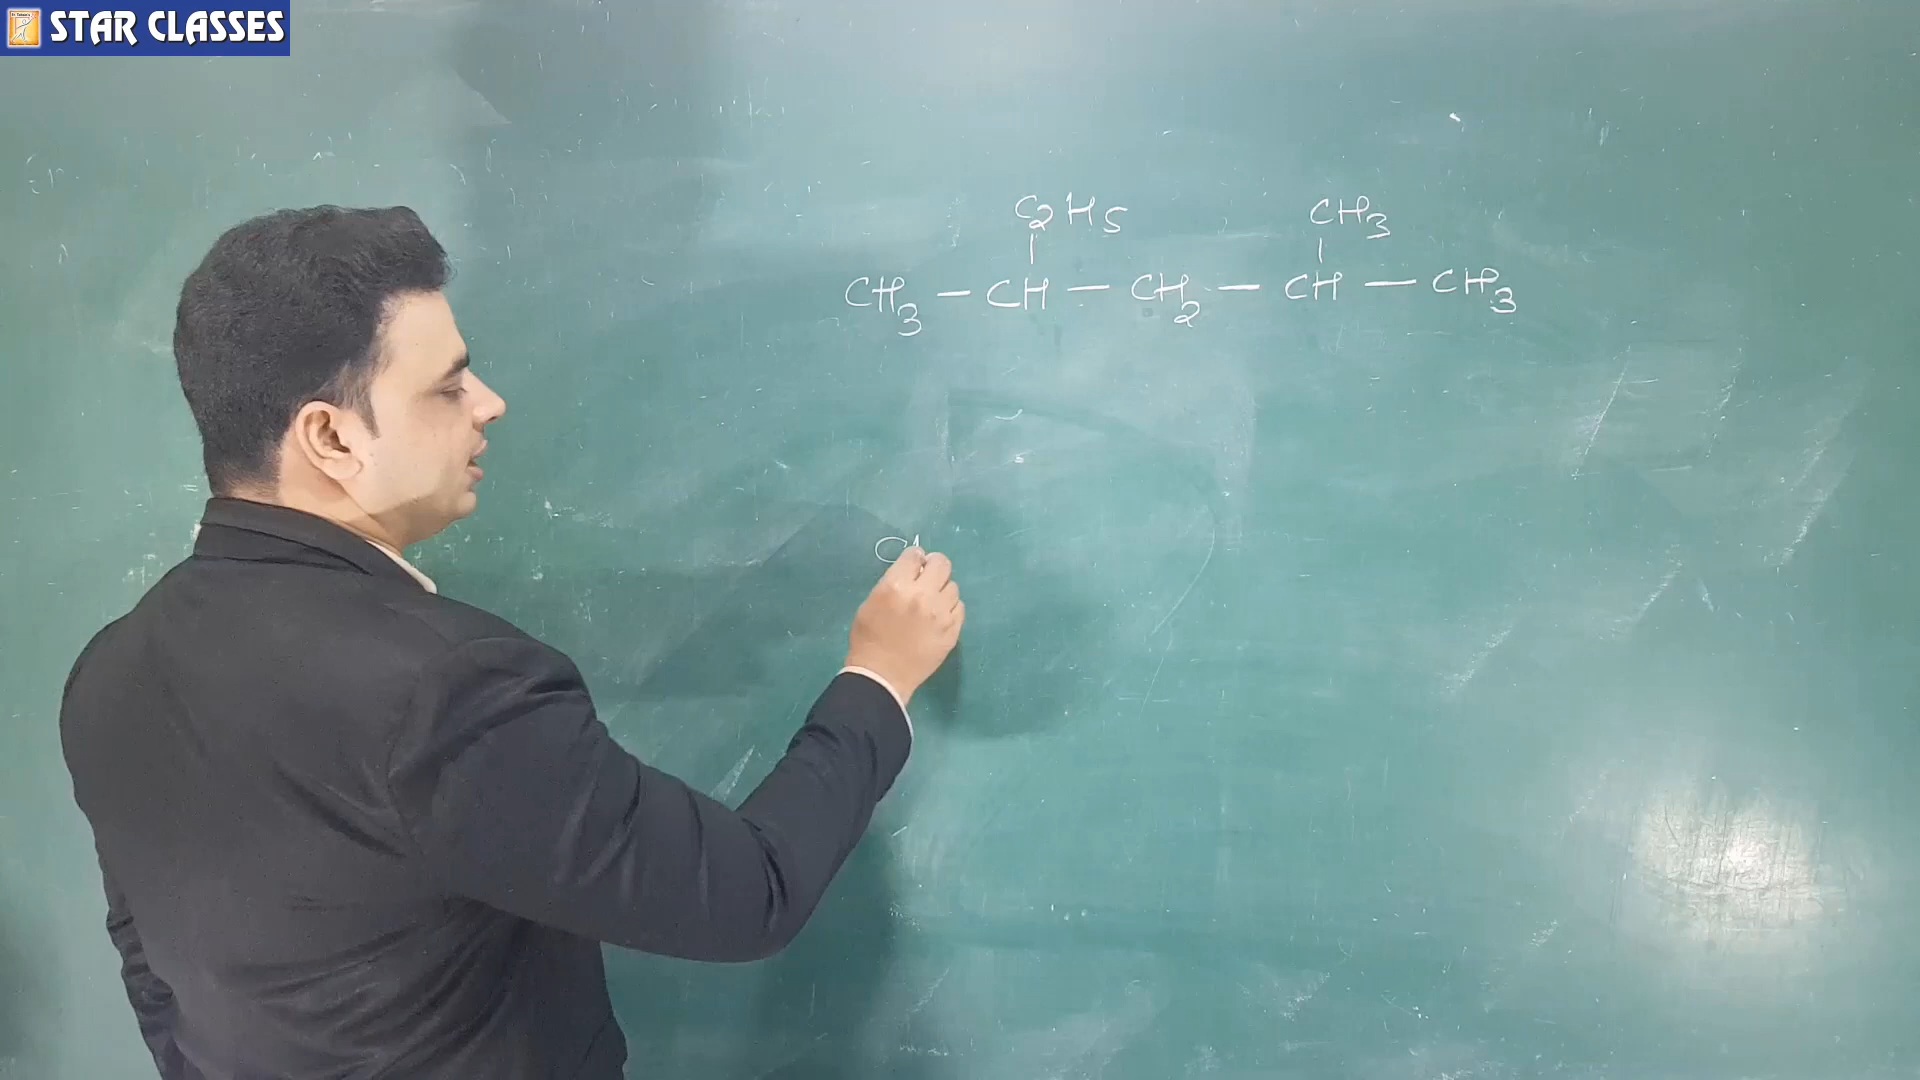 STAR CLASSES
C2H5 CH3
CH3 - CH - CH2 - CH - CH3